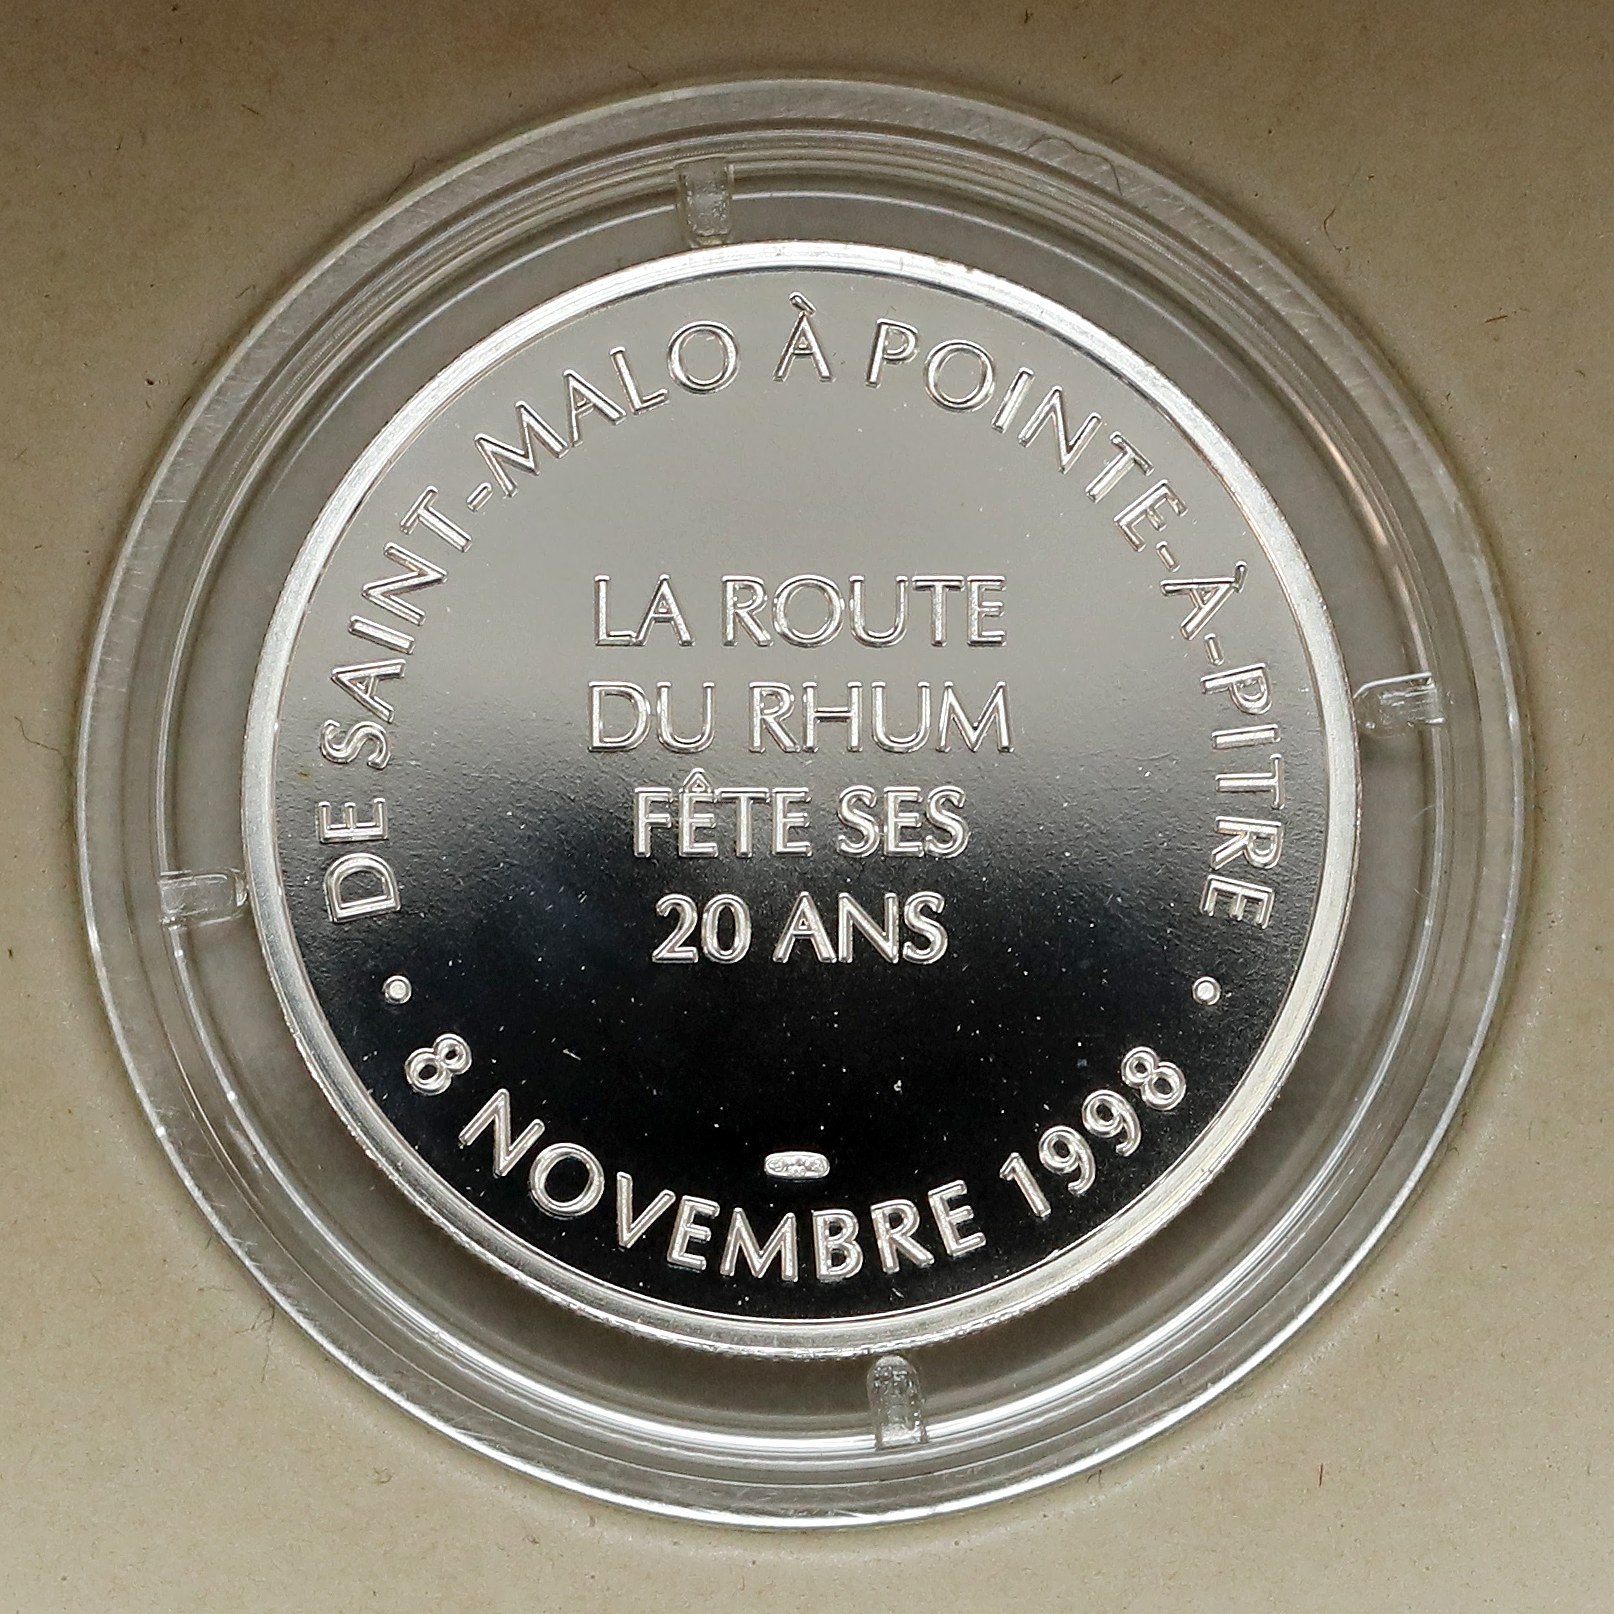 DE SAINT-MALO À POINTE-À-PITRE
LA ROUTE
DU RHUM
FÊTE SES
20 ANS
• 8 NOVEMBRE 1998 •